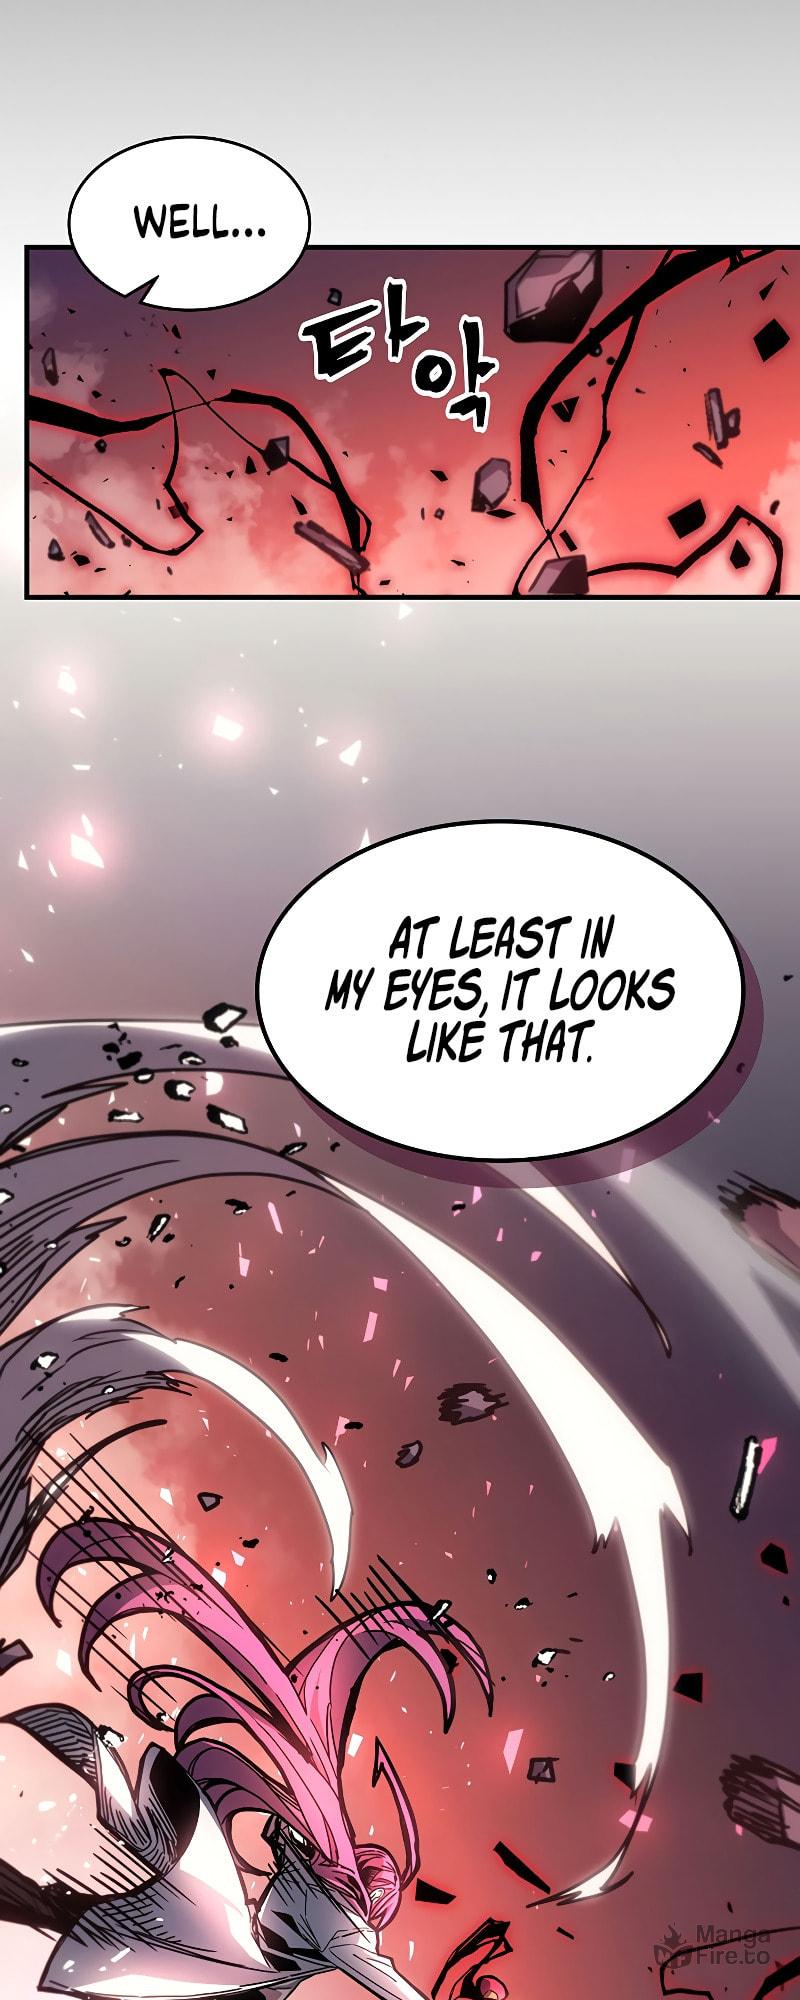 WELL...
타악
AT LEAST IN
MY EYES, IT LOOKS
LIKE THAT.
Manga
Fire.to